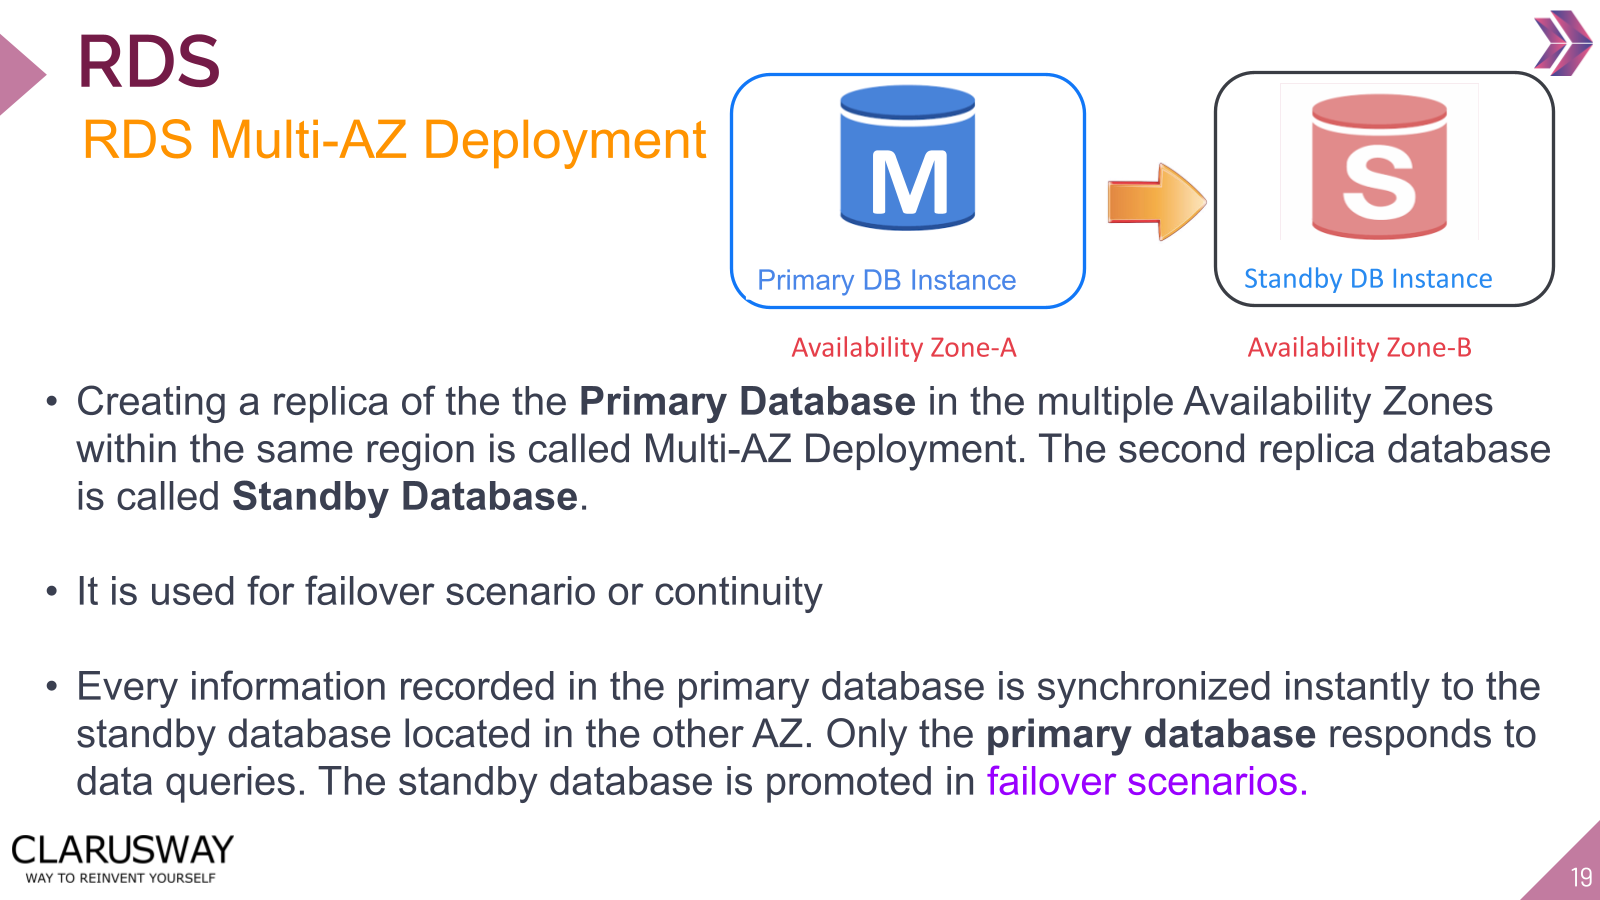 RDS
RDS Multi-AZ Deployment
M
S
Primary DB Instance
Standby DB Instance
Availability Zone-A
Availability Zone-B
• Creating a replica of the the Primary Database in the multiple Availability Zones
within the same region is called Multi-AZ Deployment. The second replica database
is called Standby Database.
• It is used for failover scenario or continuity
• Every information recorded in the primary database is synchronized instantly to the
standby database located in the other AZ. Only the primary database responds to
data queries. The standby database is promoted in failover scenarios.
CLARUSWAY
WAY TO REINVENT YOURSELF
19